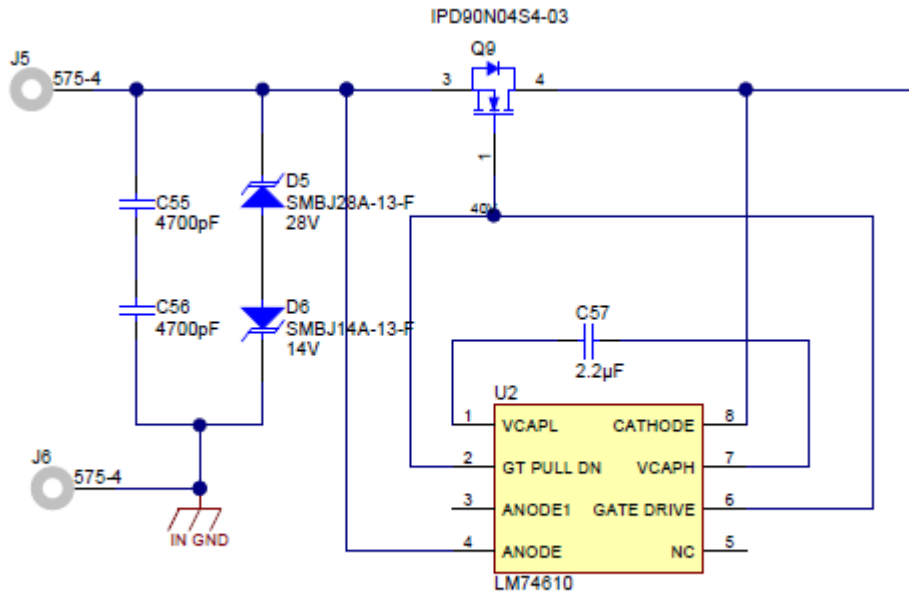 IPD90N04S4-03
Q9
J5
575-4
3
4
1
D5
SMBJ28A-13-F
28V
C55
4700pF
C56
4700pF
D6
SMBJ14A-13-F
14V
C57
2.2µF
U2
1
VCAPL
CATHODE
8
2
GT PULL DN
VCAPH
7
3
ANODE1
GATE DRIVE
6
4
ANODE
NC
5
LM74610
J6
575-4
IN GND